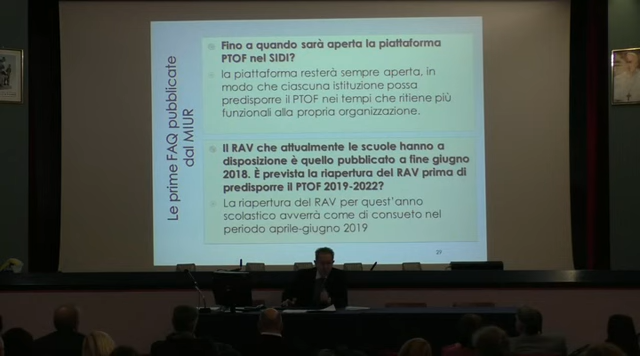 Le prime FAQ pubblicate
dal MIUR
Fino a quando sarà aperta la piattaforma
PTOF nel SIDI?
la piattaforma resterà sempre aperta, in
modo che ciascuna istituzione possa
predisporre il PTOF nei tempi che ritiene più
funzionali alla propria organizzazione.
Il RAV che attualmente le scuole hanno a
disposizione è quello pubblicato a fine giugno
2018. È prevista la riapertura del RAV prima di
predisporre il PTOF 2019-2022?
La riapertura del RAV per quest'anno
scolastico avverrà come di consueto nel
periodo aprile-giugno 2019
29